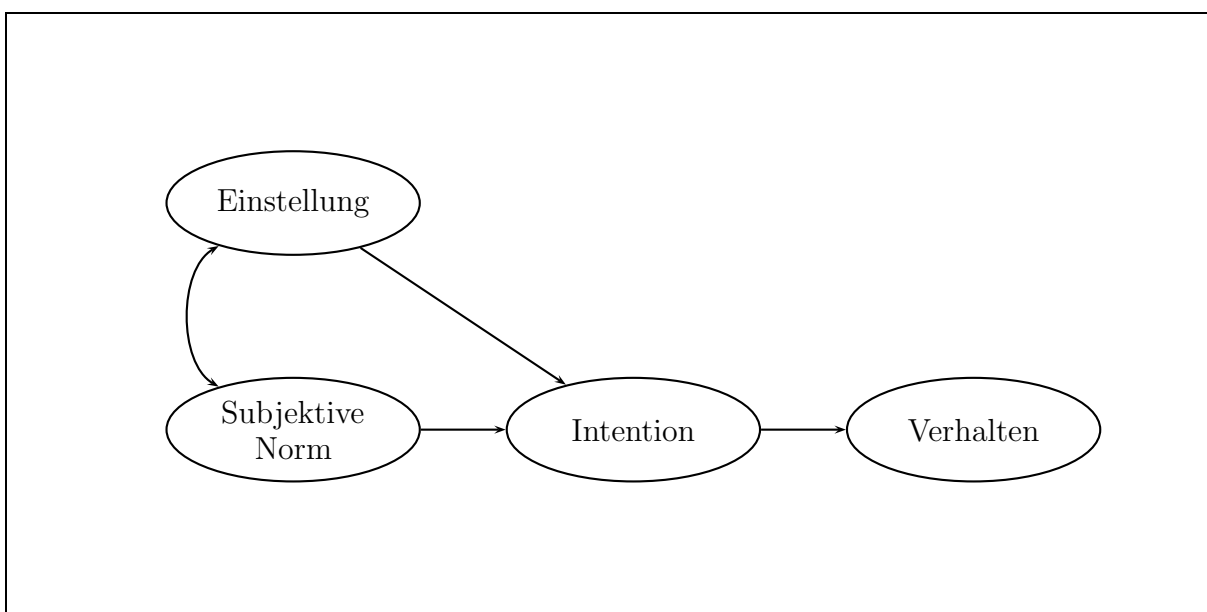 Einstellung
Subjektive
Norm
Intention
Verhalten